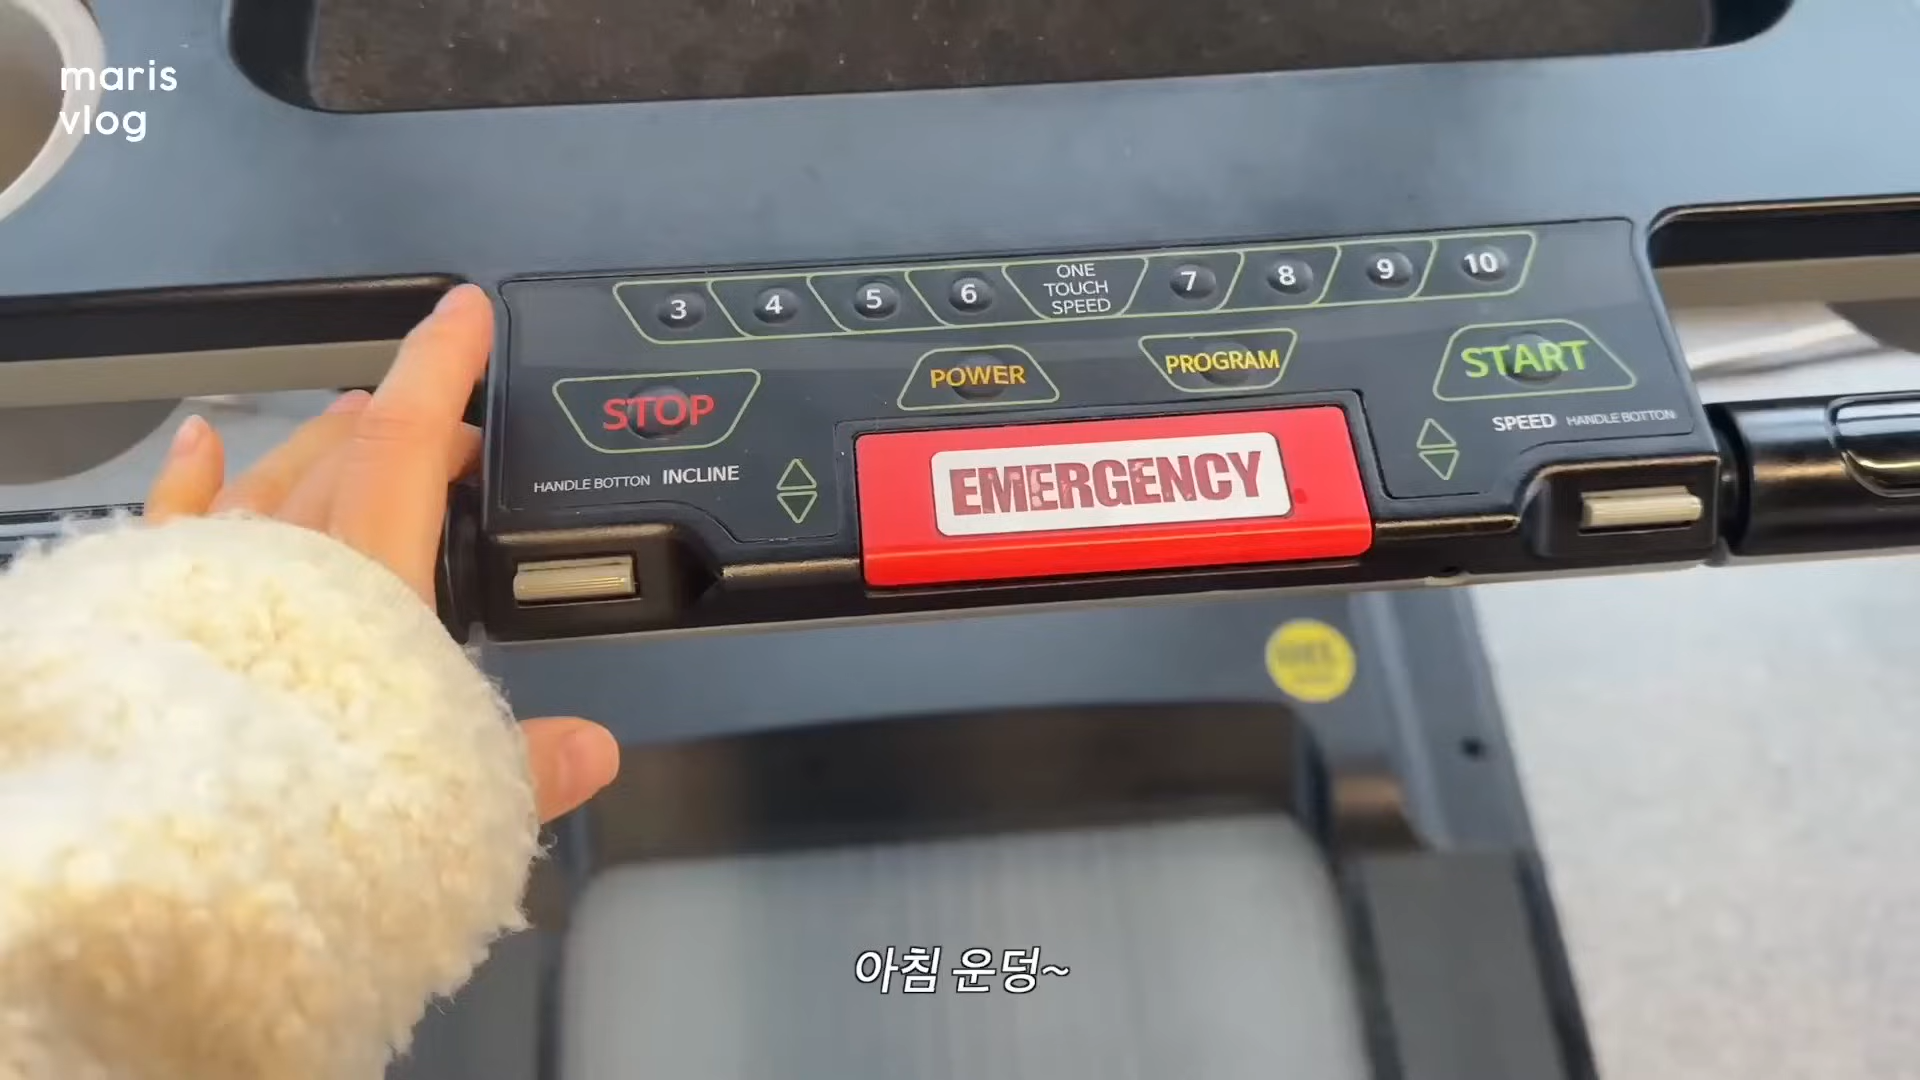 maris
vlog
3
4
5
6
ONE
TOUCH
SPEED
7
8
9
10
STOP
POWER
PROGRAM
START
HANDLE BOTTON INCLINE
SPEED HANDLE BOTTON
EMERGENCY
아침 운덩~